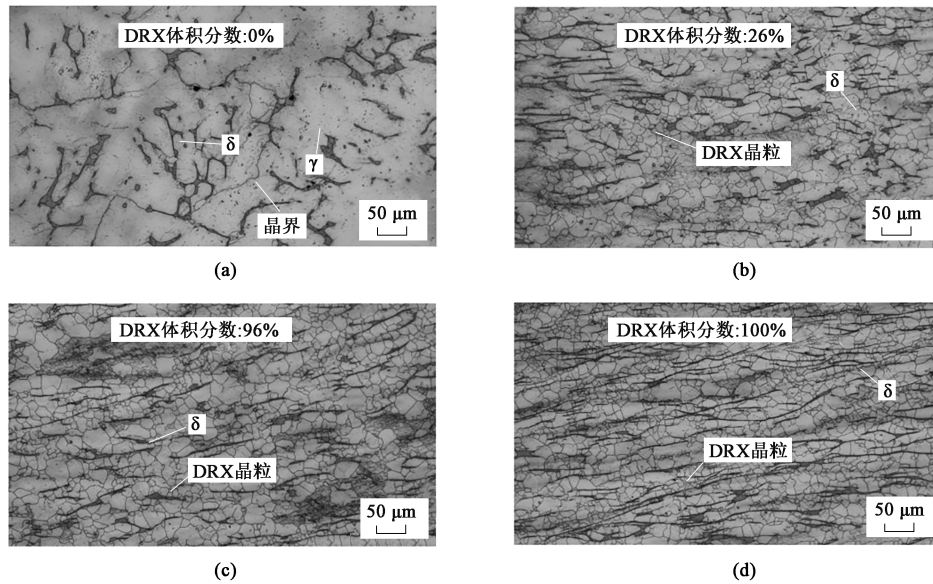 DRX体积分数:0%
δ
γ
晶界
50 μm
(a)
DRX体积分数:26%
δ
DRX晶粒
50 μm
(b)
DRX体积分数:96%
δ
DRX晶粒
50 μm
(c)
DRX体积分数:100%
δ
DRX晶粒
50 μm
(d)